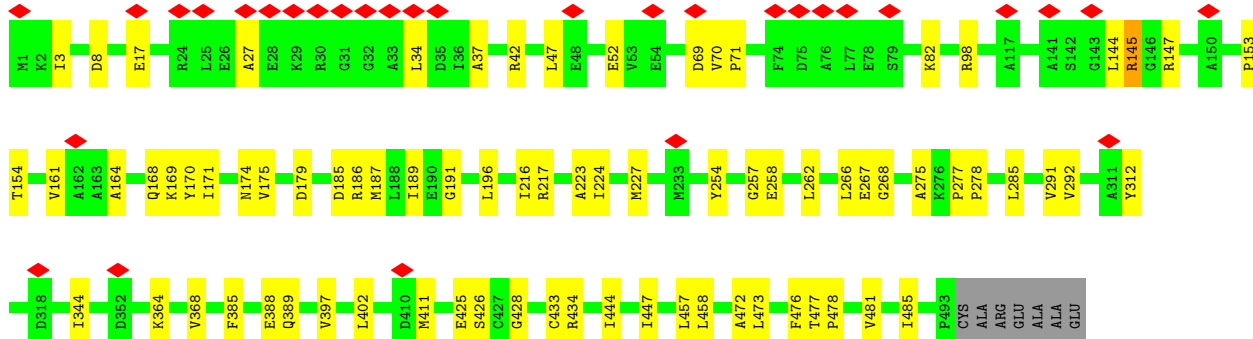 M1 K2 I3 D8 E17 R24 L25 E26 A27 E28 K29 R30 G31 G32 A33 L34 D35 I36 A37 R42 L47 E48 E52 V53 E54 D69 V70 P71 F74 D75 A76 L77 E78 S79 K82 R98 A117 A141 S142 G143 L144 R145 G146 R147 A150 P153
T154 V161 A162 A163 A164 Q168 K169 Y170 I171 N174 V175 D179 D185 R186 M187 L188 I189 E190 G191 L196 I216 R217 A223 I224 M227 M233 Y254 G257 E258 L262 L266 E267 G268 A275 K276 P277 P278 L285 V291 V292 A311 Y312
D318 I344 D352 K364 V368 F385 E388 Q389 V397 L402 D410 M411 E425 S426 C427 G428 C433 R434 I444 I447 L457 L458 A472 L473 F476 T477 P478 V481 I485 P493 CYS ALA ARG GLU ALA ALA GLU